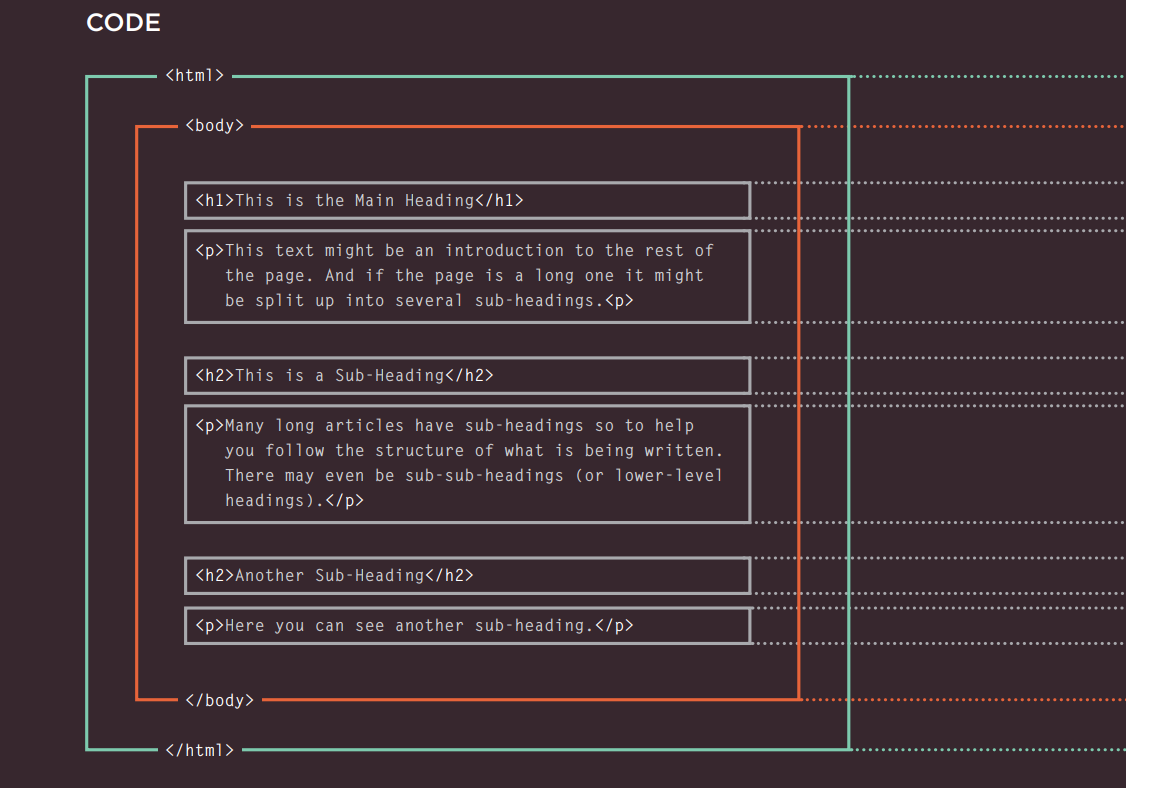 CODE
<html>
<body>
<h1>This is the Main Heading</h1>
<p>This text might be an introduction to the rest of
the page. And if the page is a long one it might
be split up into several sub-headings.<p>
<h2>This is a Sub-Heading</h2>
<p>Many long articles have sub-headings so to help
you follow the structure of what is being written.
There may even be sub-sub-headings (or lower-level
headings).</p>
<h2>Another Sub-Heading</h2>
<p>Here you can see another sub-heading.</p>
</body>
</html>